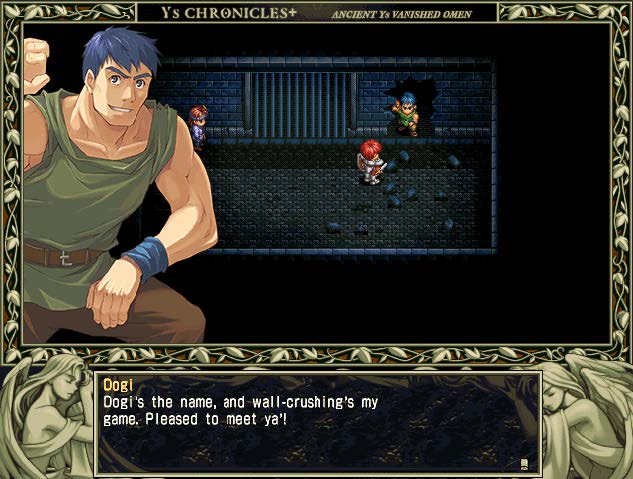 Ys CHRONICLES+
ANCIENT Ys VANISHED OMEN
Dogi
Dogi's the name, and wall-crushing's my
game. Pleased to meet ya'!